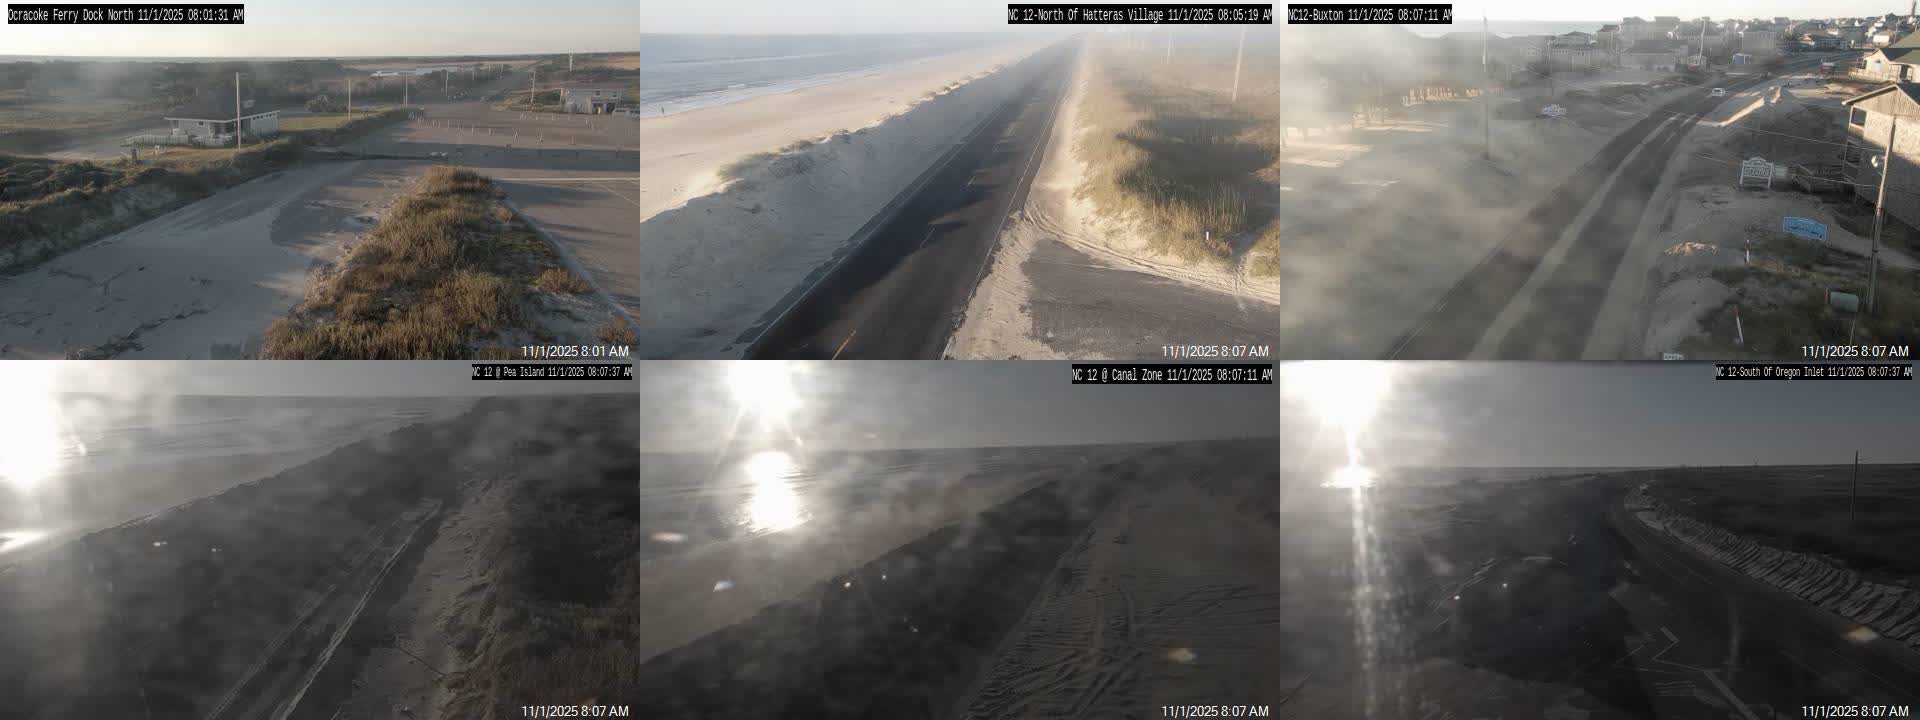 Ocracoke Ferry Dock North 11/1/2025 08:01:31 AM
11/1/2025 8:01 AM
NC 12-North Of Hatteras Village 11/1/2025 08:05:19 AM
11/1/2025 8:07 AM
NC12-Buxton 11/1/2025 08:07:11 AM
11/1/2025 8:07 AM
NC 12 @ Pea Island 11/1/2025 08:07:37 AM
11/1/2025 8:07 AM
NC 12 @ Canal Zone 11/1/2025 08:07:11 AM
11/1/2025 8:07 AM
NC 12-South Of Oregon Inlet 11/1/2025 08:07:37 AM
11/1/2025 8:07 AM